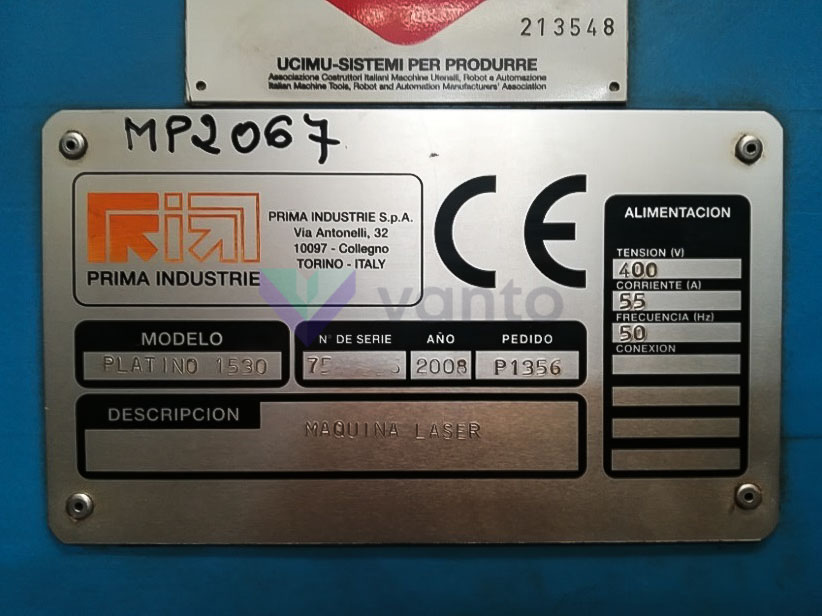 213548
UCIMU-SISTEMI PER PRODURRE
Associazione Costruttori Italiani Macchine Utensili, Robot e Automazione
Italian Machine Tools, Robot and Automation Manufacturers' Association
MP2067
PRIMA INDUSTRIE
PRIMA INDUSTRIE S.p.A.
Via Antonelli, 32
10097 - Collegno
TORINO - ITALY
CE
vanto
MODELO
PLATINO 1530
Nº DE SERIE AÑO PEDIDO
2008 P1356
DESCRIPCION
MAQUINA LASER
ALIMENTACION
TENSION (V)
400
CORRIENTE (A)
55
FRECUENCIA (Hz)
50
CONEXION